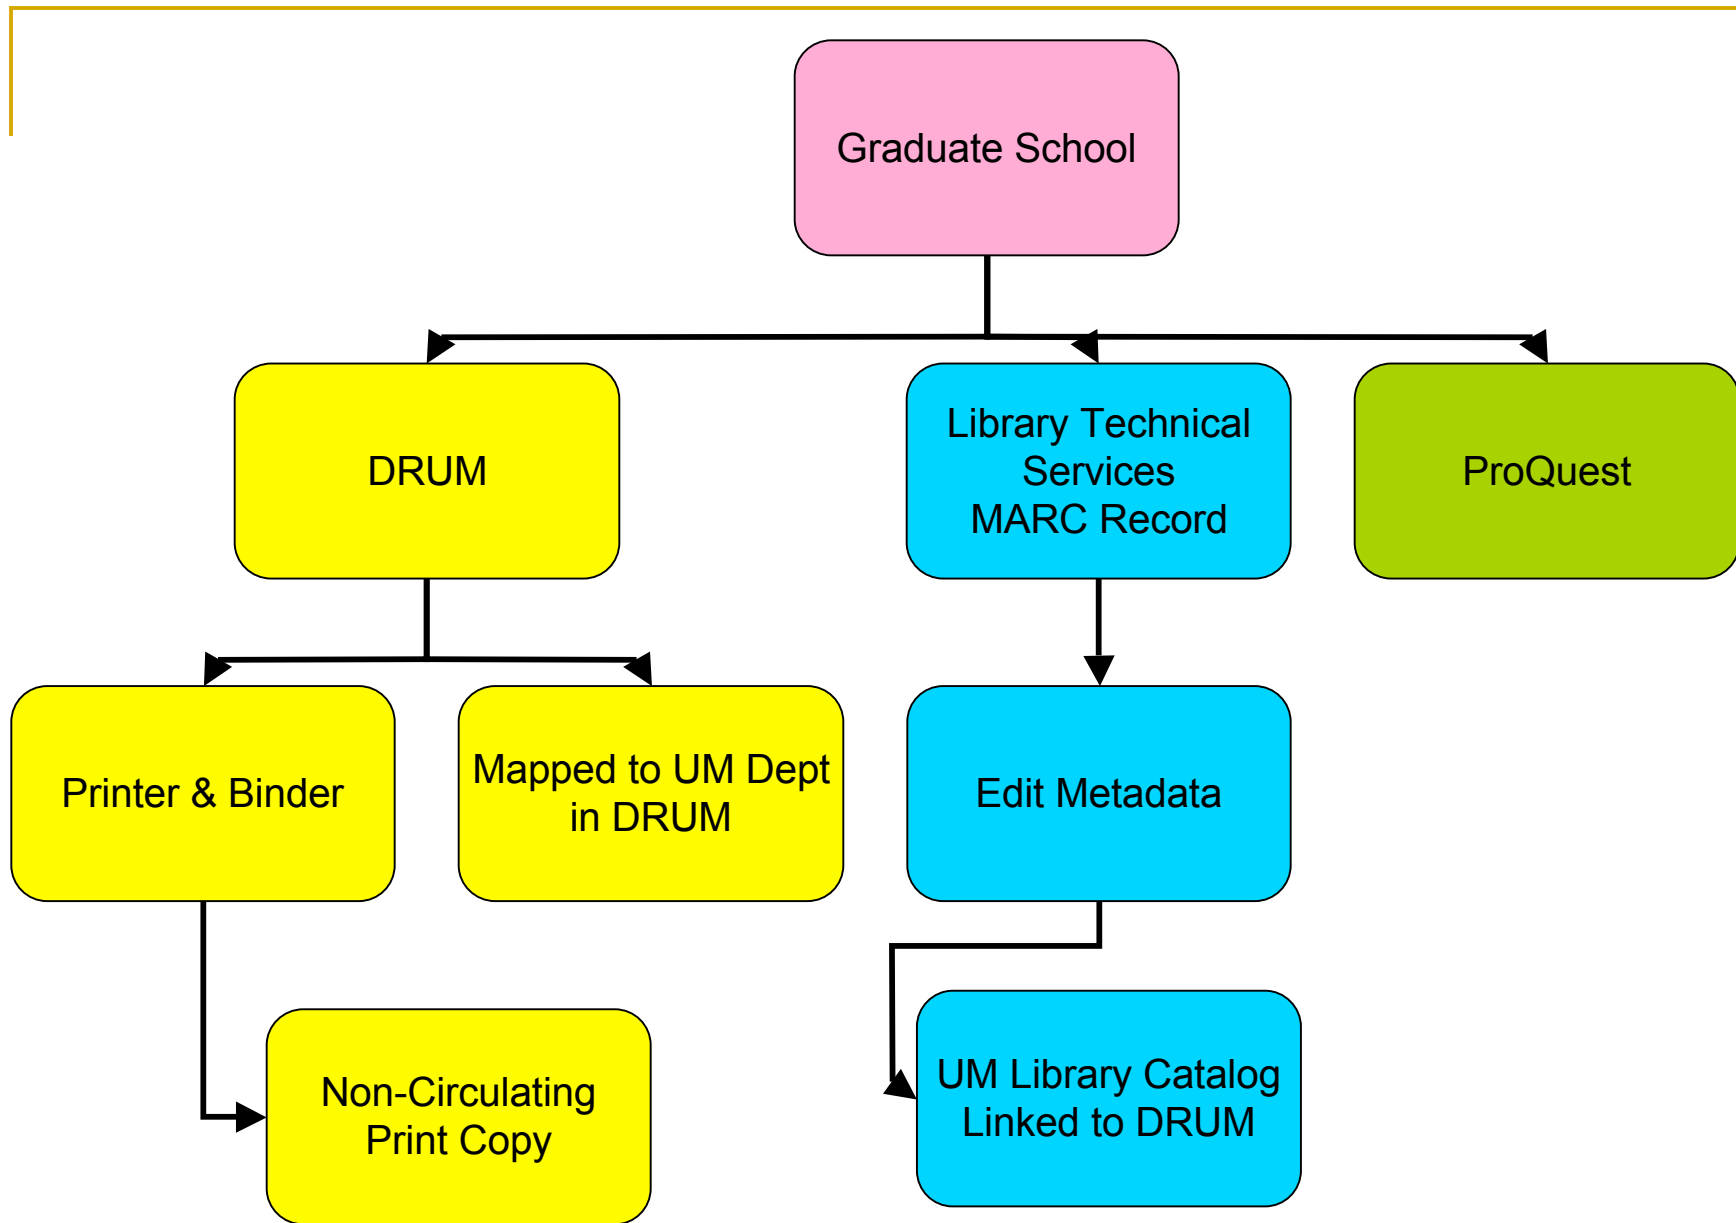 Graduate School
DRUM
Library Technical
Services
MARC Record
ProQuest
Printer & Binder
Mapped to UM Dept
in DRUM
Edit Metadata
Non-Circulating
Print Copy
UM Library Catalog
Linked to DRUM